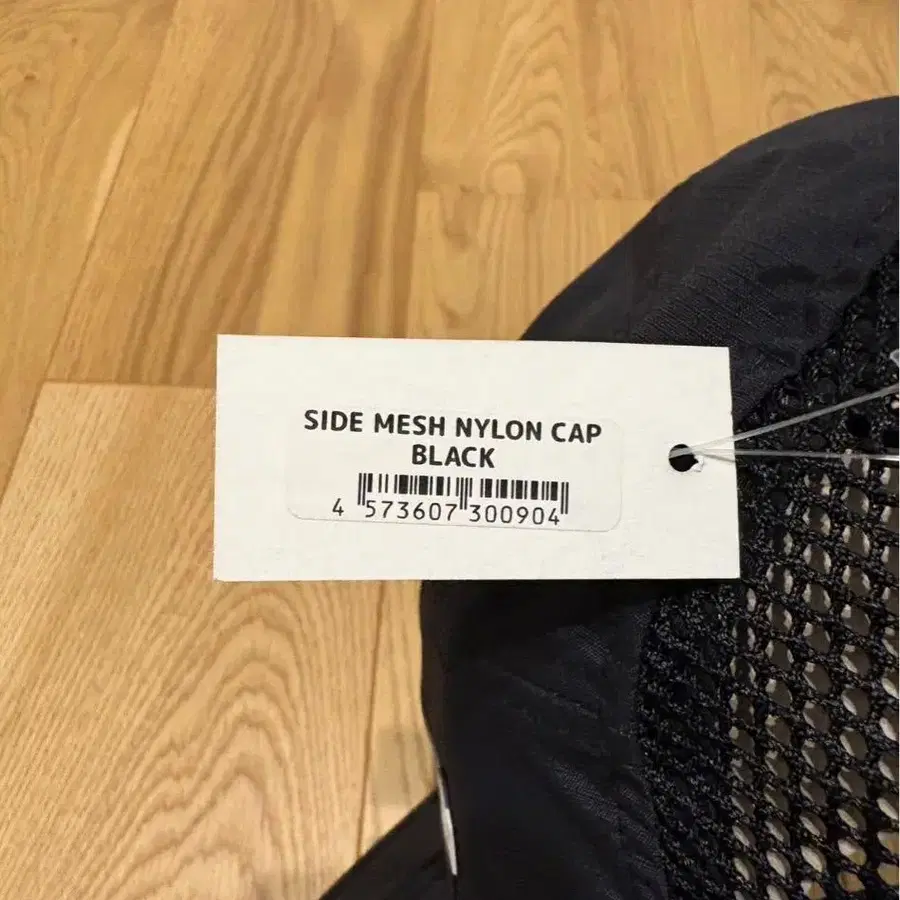 SIDE MESH NYLON CAP
BLACK
4 573607 300904